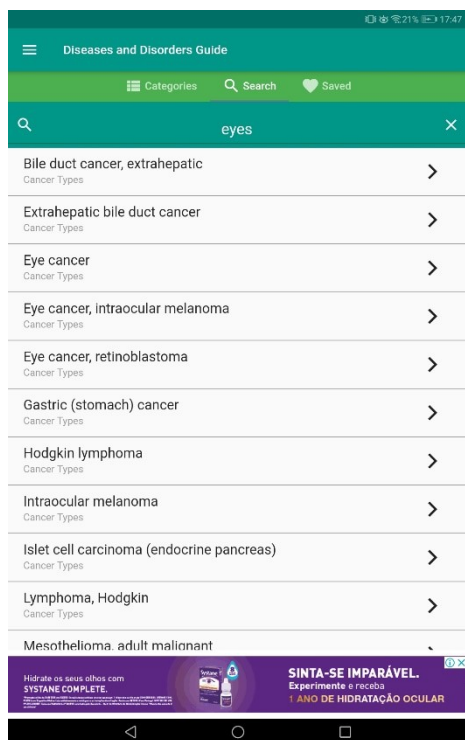 21% 17:47
Diseases and Disorders Guide
Categories Search Saved
eyes
Bile duct cancer, extrahepatic
Cancer Types
Extrahepatic bile duct cancer
Cancer Types
Eye cancer
Cancer Types
Eye cancer, intraocular melanoma
Cancer Types
Eye cancer, retinoblastoma
Cancer Types
Gastric (stomach) cancer
Cancer Types
Hodgkin lymphoma
Cancer Types
Intraocular melanoma
Cancer Types
Islet cell carcinoma (endocrine pancreas)
Cancer Types
Lymphoma, Hodgkin
Cancer Types
Mesothelioma, adult malignant
Hidrate os seus olhos com
SYSTANE COMPLETE.
Systane
SINTA-SE IMPARÁVEL.
Experimente e receba
1 ANO DE HIDRATAÇÃO OCULAR